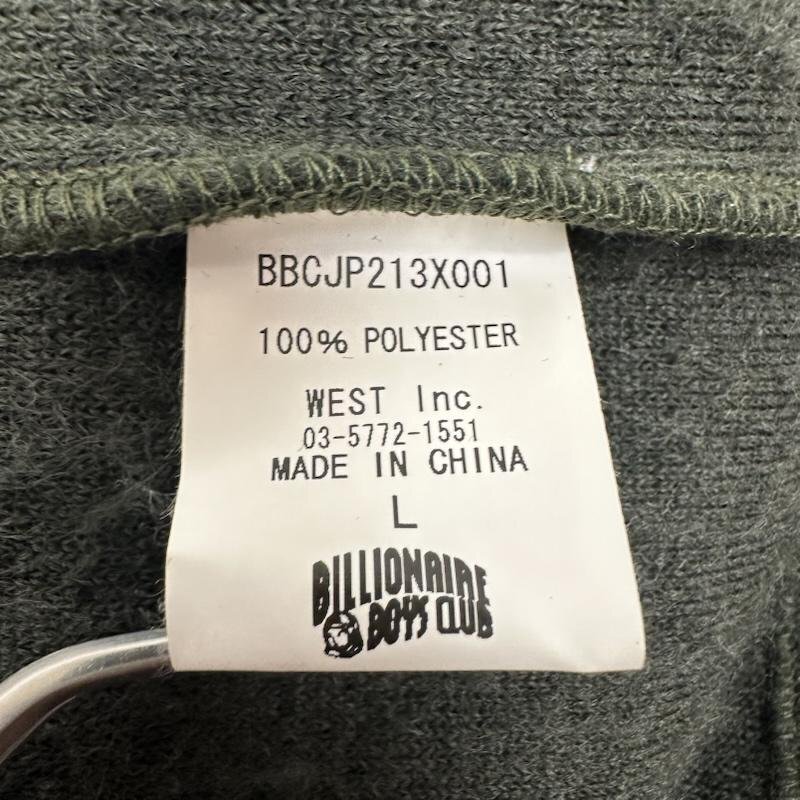 BBCJP213X001
100% POLYESTER
WEST Inc.
03-5772-1551
MADE IN CHINA
L
BILLIONAIRE
BOYS CLUB